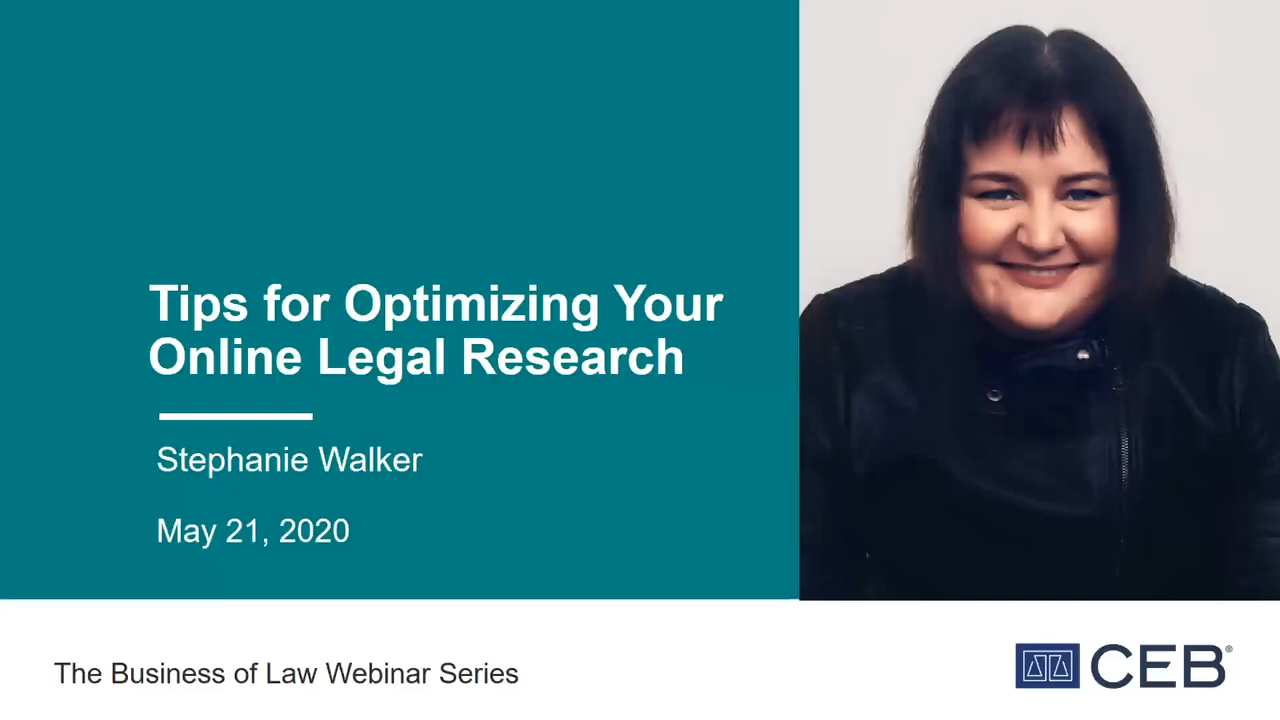 Tips for Optimizing Your
Online Legal Research
Stephanie Walker
May 21, 2020
The Business of Law Webinar Series
CEB®